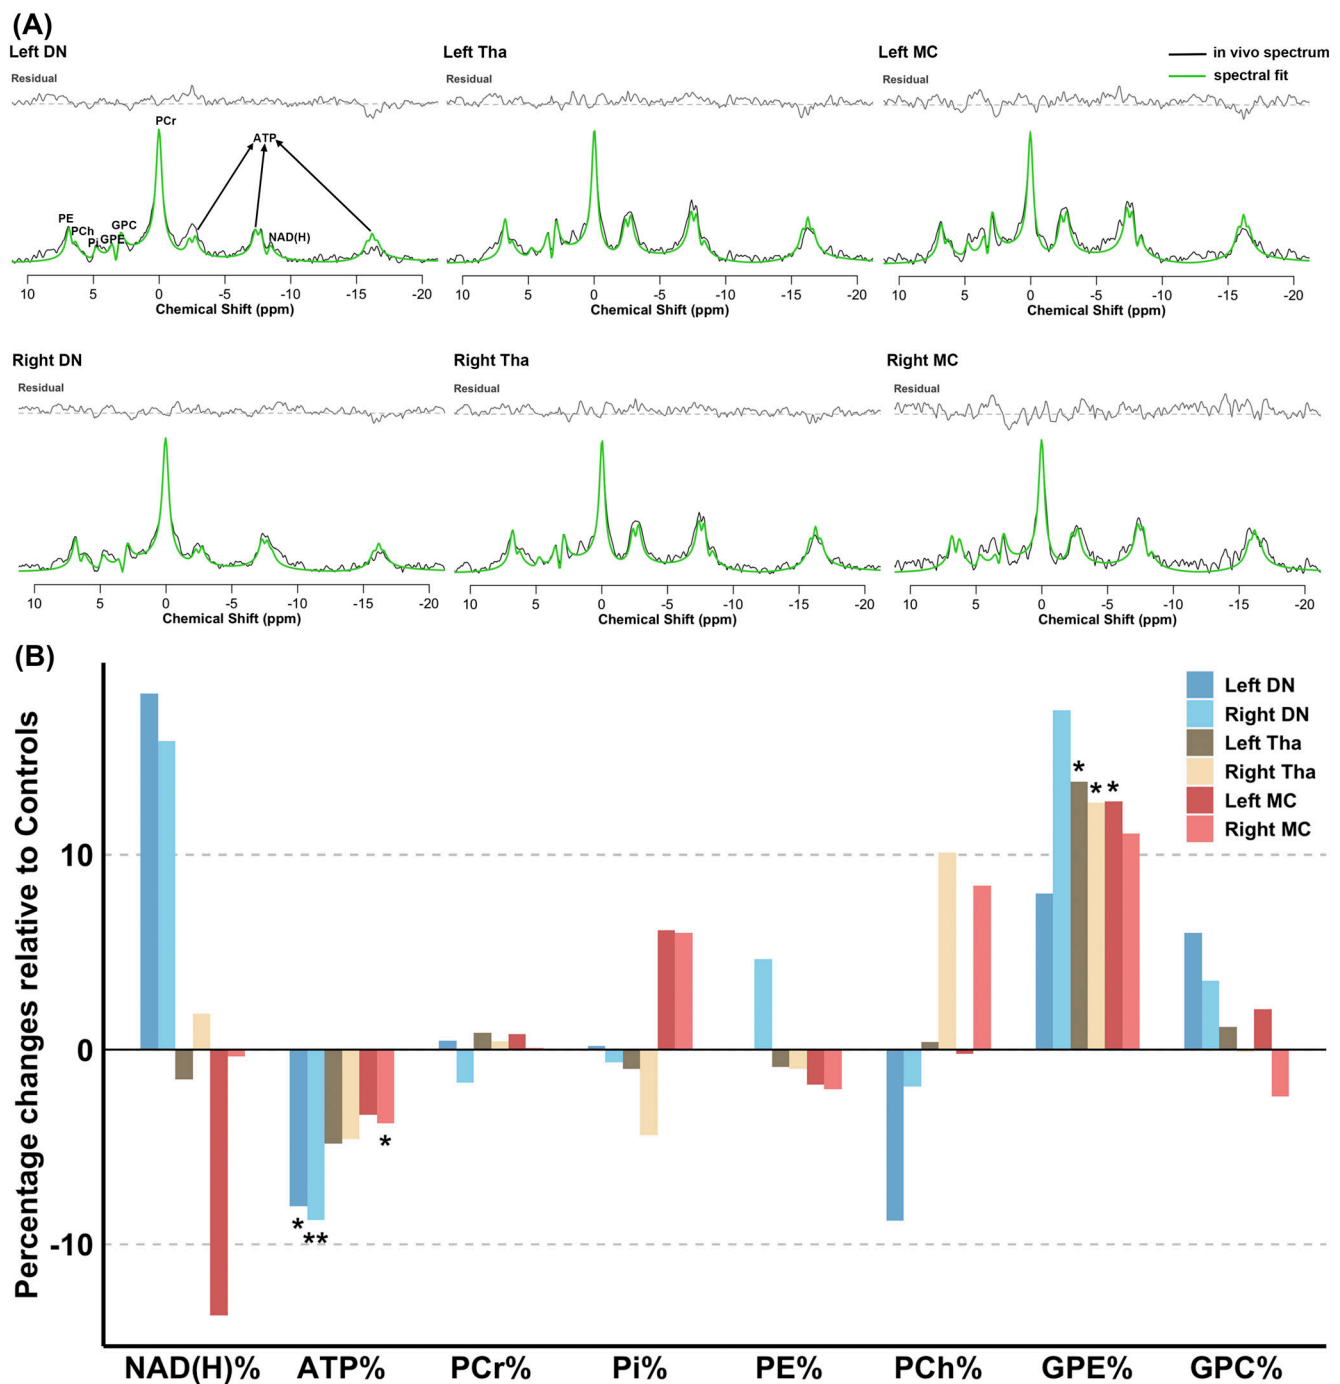 (A)
Left DN
Left Tha
Left MC
in vivo spectrum
spectral fit
Residual
Residual
Residual
PCr
ATP
PE
PCh
Pi
GPE
GPC
NAD(H)
10 5 0 -5 -10 -15 -20
10 5 0 -5 -10 -15 -20
10 5 0 -5 -10 -15 -20
Chemical Shift (ppm)
Chemical Shift (ppm)
Chemical Shift (ppm)
Right DN
Right Tha
Right MC
Residual
Residual
Residual
10 5 0 -5 -10 -15 -20
10 5 0 -5 -10 -15 -20
10 5 0 -5 -10 -15 -20
Chemical Shift (ppm)
Chemical Shift (ppm)
Chemical Shift (ppm)
(B)
Percentage changes relative to Controls
10
0
-10
Left DN
Right DN
Left Tha
Right Tha
Left MC
Right MC
* * *
*
* **
NAD(H)% ATP% PCr% Pi% PE% PCh% GPE% GPC%